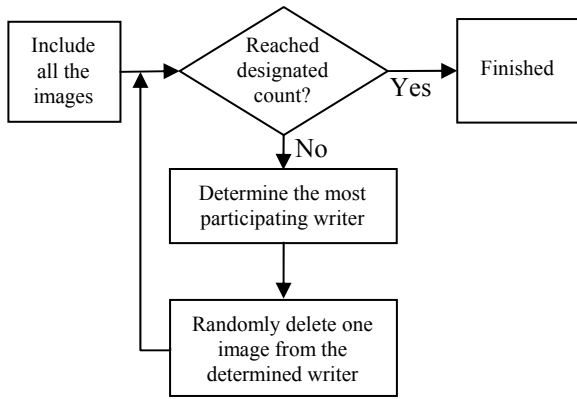 Include
all the
images
Reached
designated
count?
Yes
Finished
No
Determine the most
participating writer
Randomly delete one
image from the
determined writer